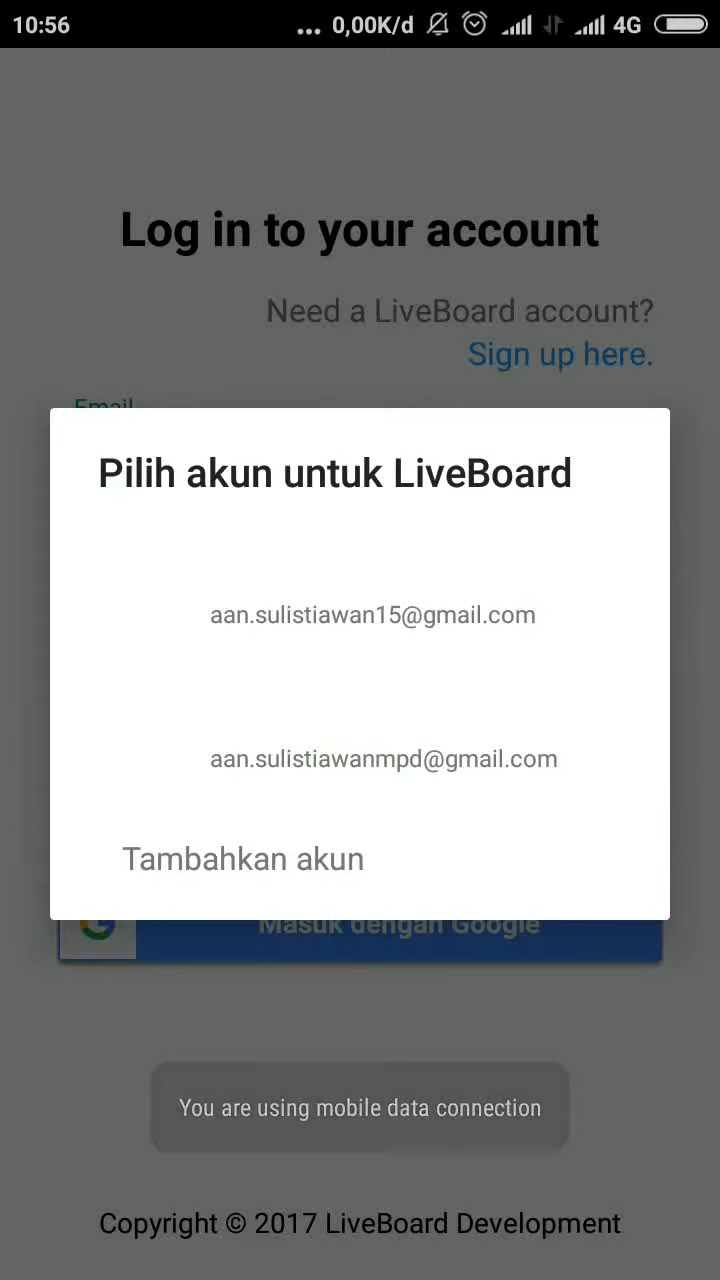 10:56 ... 0,00K/d 4G
Log in to your account
Need a LiveBoard account?
Sign up here.
Email
Pilih akun untuk LiveBoard
aan.sulistiawan15@gmail.com
aan.sulistiawanmpd@gmail.com
Tambahkan akun
Masuk dengan Google
You are using mobile data connection
Copyright © 2017 LiveBoard Development